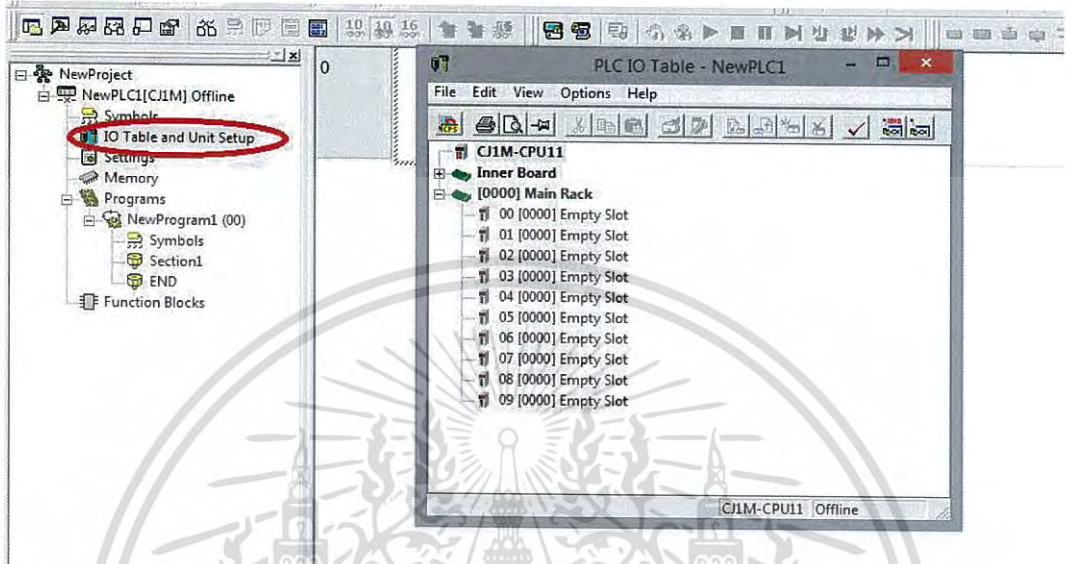 10 10 16
NewProject
NewPLC1[CJ1M] Offline
Symbols
IO Table and Unit Setup
Settings
Memory
Programs
NewProgram1 (00)
Symbols
Section1
END
Function Blocks
0
PLC IO Table - NewPLC1
File Edit View Options Help
CJ1M-CPU11
Inner Board
[0000] Main Rack
00 [0000] Empty Slot
01 [0000] Empty Slot
02 [0000] Empty Slot
03 [0000] Empty Slot
04 [0000] Empty Slot
05 [0000] Empty Slot
06 [0000] Empty Slot
07 [0000] Empty Slot
08 [0000] Empty Slot
09 [0000] Empty Slot
CJ1M-CPU11 Offline